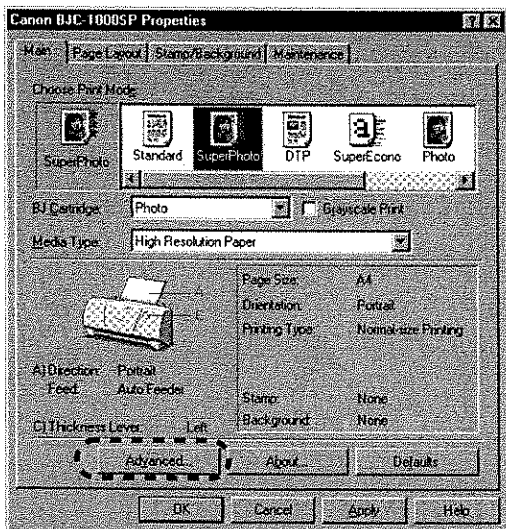 Canon BJC-1000SP Properties
Main Page Layout Stamp/Background Maintenance
Choose Print Mode
SuperPhoto
Standard SuperPhoto DTP SuperEcono Photo
BJ Cartridge: Photo Grayscale Print
Media Type: High Resolution Paper
A
C
Page Size: A4
Orientation: Portrait
Printing Type: Normal-size Printing
A) Direction: Portrait
Feed: Auto Feeder
Stamp: None
Background: None
C) Thickness Lever: Left
Advanced... About... Defaults
OK Cancel Apply Help